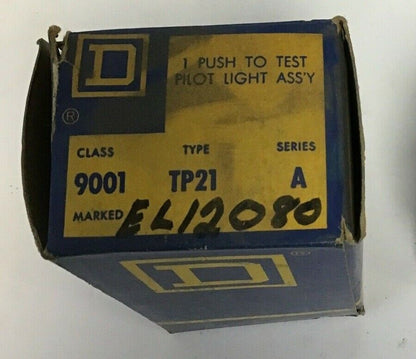 D
1 PUSH TO TEST
PILOT LIGHT ASS'Y
®
CLASS TYPE SERIES
9001 TP21 A
MARKED EL12080
D
®